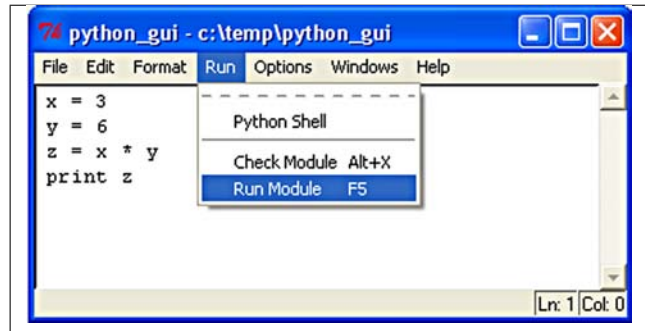 python_gui - c:\temp\python_gui
File Edit Format Run Options Windows Help
x = 3
y = 6
z = x * y
print z
Python Shell
Check Module Alt+X
Run Module F5
Ln: 1 Col: 0